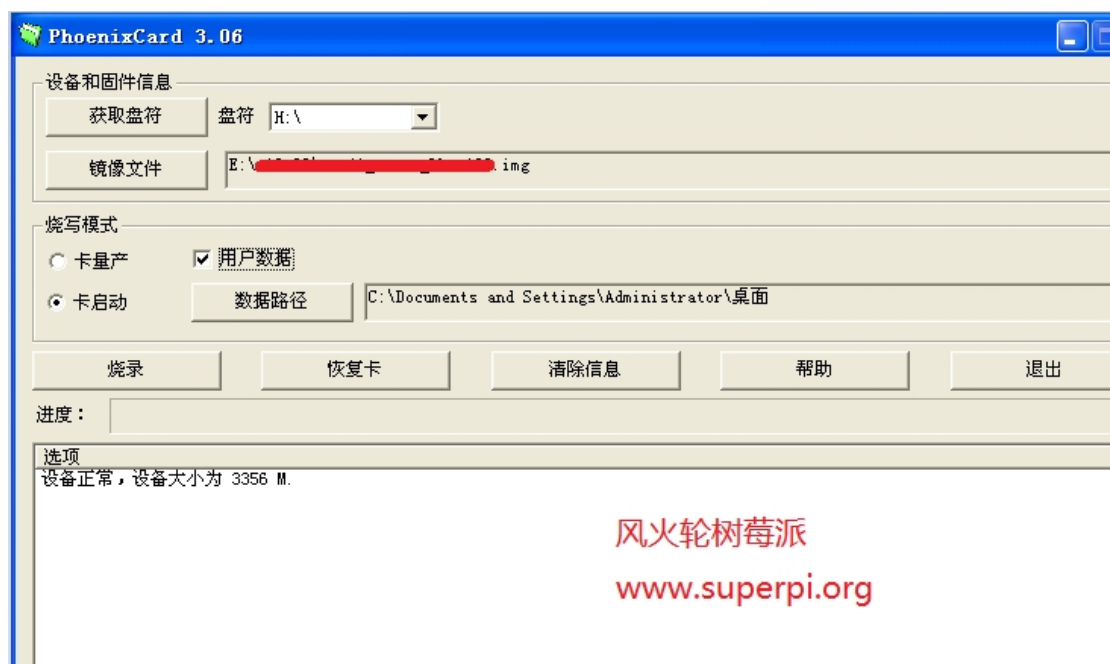 PhoenixCard 3.06
设备和固件信息
获取盘符 盘符 H:\
镜像文件 E:\ .img
烧写模式
卡量产 用户数据
卡启动 数据路径 C:\Documents and Settings\Administrator\桌面
烧录 恢复卡 清除信息 帮助 退出
进度：
选项
设备正常，设备大小为 3356 M.
风火轮树莓派
www.superpi.org